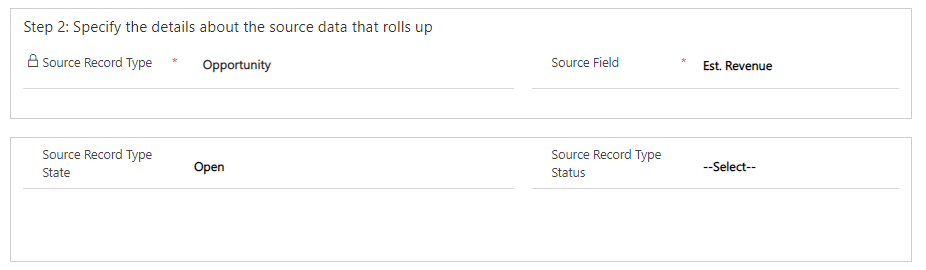 Step 2: Specify the details about the source data that rolls up
Source Record Type * Opportunity Source Field * Est. Revenue
Source Record Type State Open Source Record Type Status --Select--